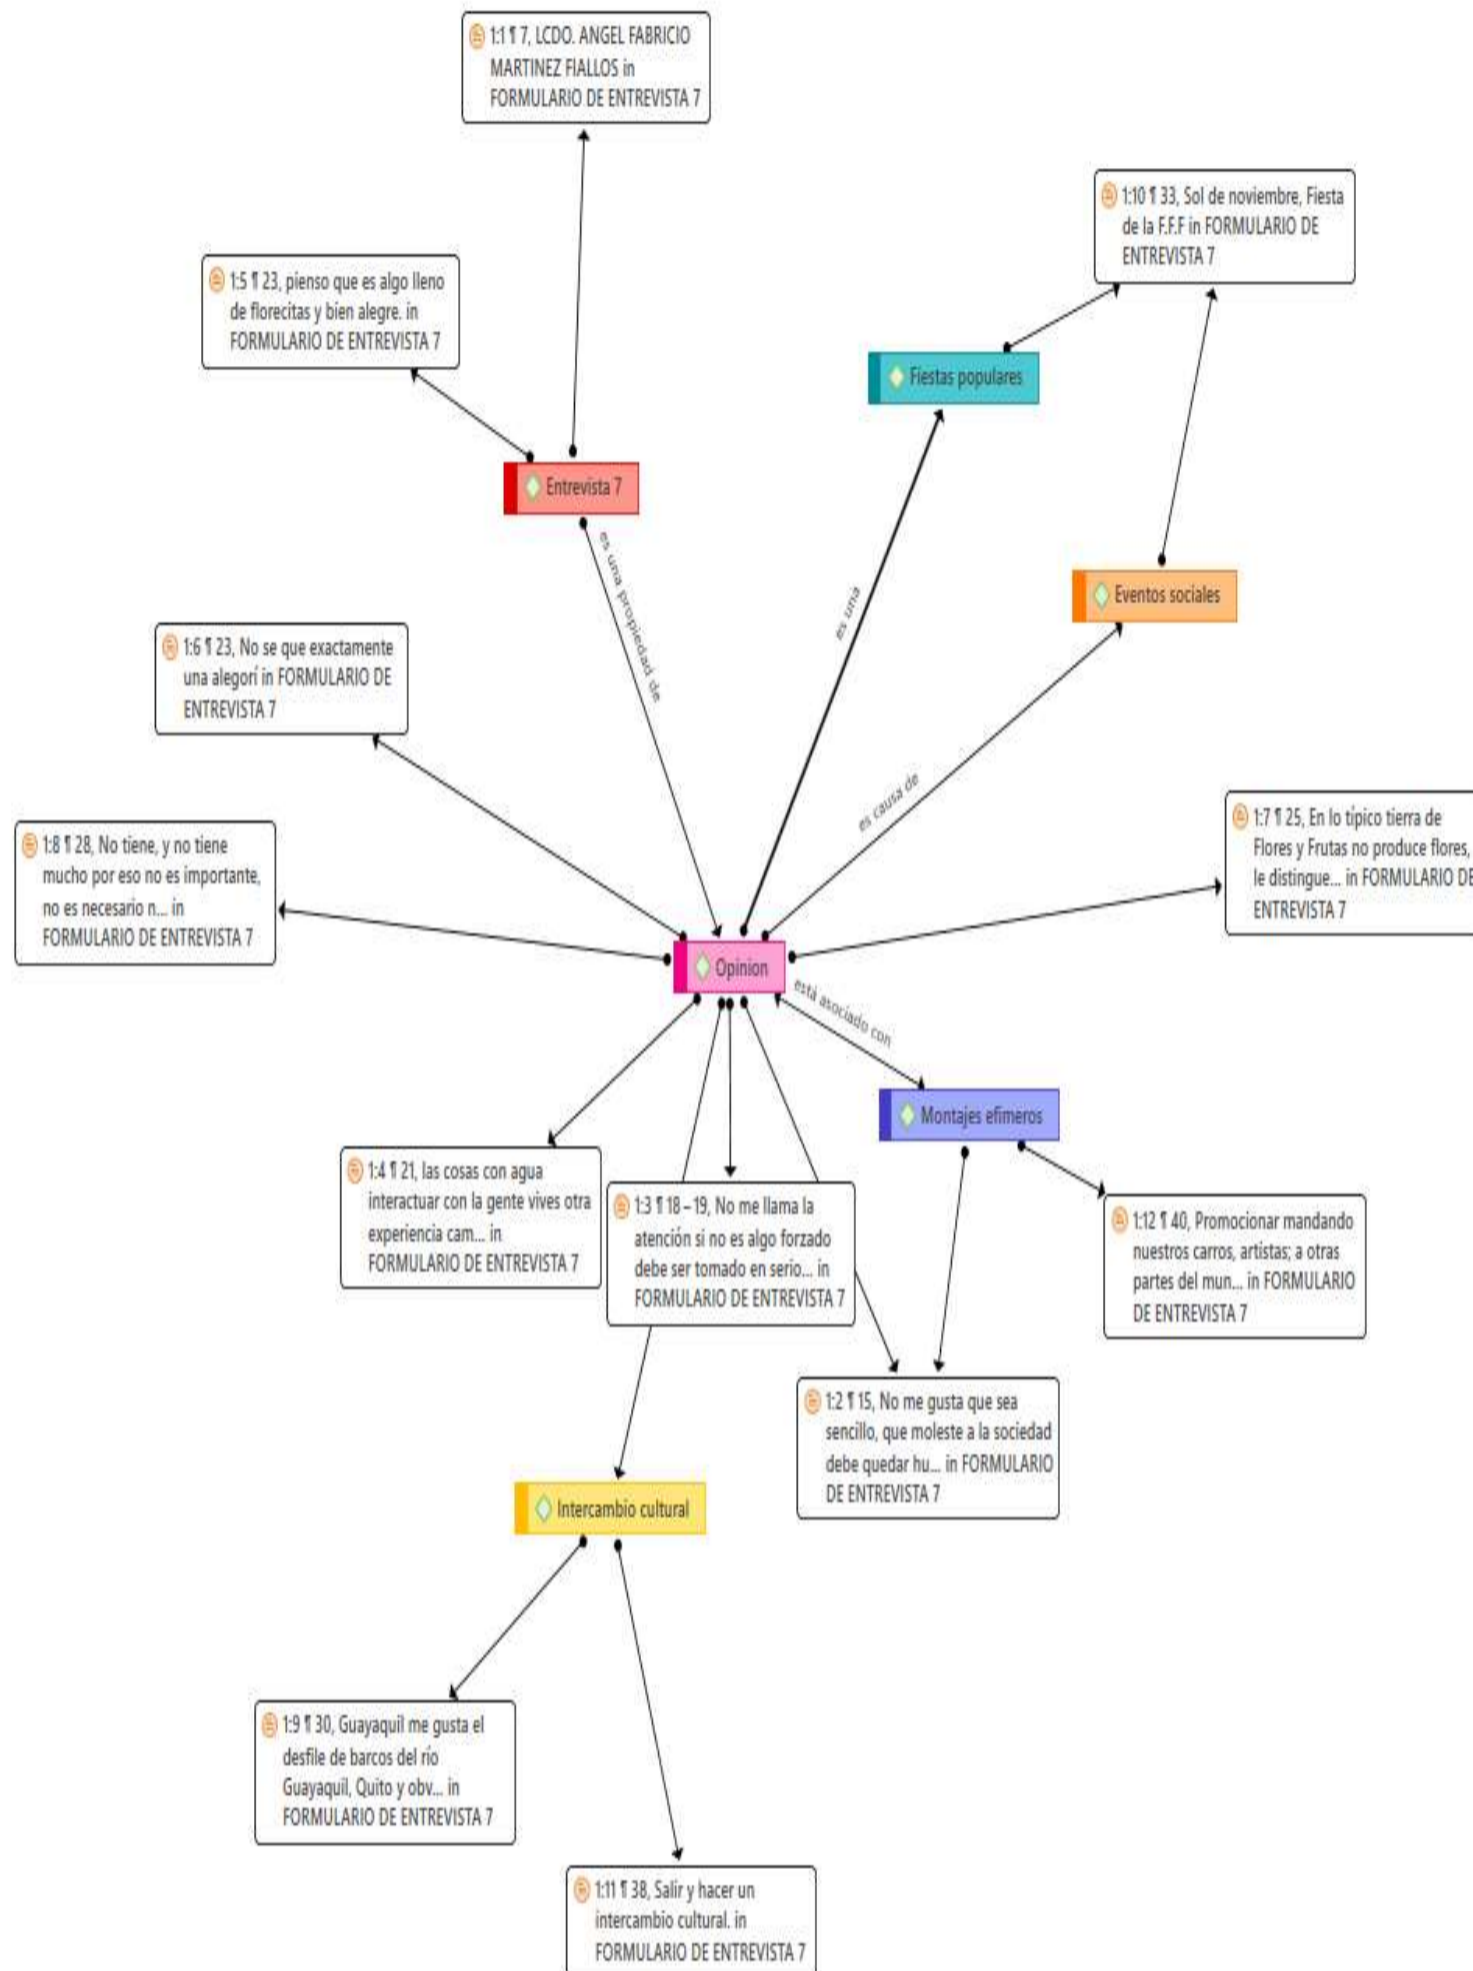 1:1 ¶ 7, LCDO. ANGEL FABRICIO
MARTINEZ FIALLOS in
FORMULARIO DE ENTREVISTA 7
1:10 ¶ 33, Sol de noviembre, Fiesta
de la F.F.F in FORMULARIO DE
ENTREVISTA 7
1:5 ¶ 23, pienso que es algo lleno
de florecitas y bien alegre. in
FORMULARIO DE ENTREVISTA 7
Fiestas populares
Entrevista 7
es una propiedad de
es una
Eventos sociales
1:6 ¶ 23, No se que exactamente
una alegorí in FORMULARIO DE
ENTREVISTA 7
es causa de
1:7 ¶ 25, En lo típico tierra de
Flores y Frutas no produce flores,
le distingue... in FORMULARIO DE
ENTREVISTA 7
1:8 ¶ 28, No tiene, y no tiene
mucho por eso no es importante,
no es necesario n... in
FORMULARIO DE ENTREVISTA 7
Opinion
está asociado con
Montajes efimeros
1:4 ¶ 21, las cosas con agua
interactuar con la gente vives otra
experiencia cam... in
FORMULARIO DE ENTREVISTA 7
1:3 ¶ 18 – 19, No me llama la
atención si no es algo forzado
debe ser tomado en serio... in
FORMULARIO DE ENTREVISTA 7
1:12 ¶ 40, Promocionar mandando
nuestros carros, artistas; a otras
partes del mun... in FORMULARIO
DE ENTREVISTA 7
1:2 ¶ 15, No me gusta que sea
sencillo, que moleste a la sociedad
debe quedar hu... in FORMULARIO
DE ENTREVISTA 7
Intercambio cultural
1:9 ¶ 30, Guayaquil me gusta el
desfile de barcos del río
Guayaquil, Quito y obv... in
FORMULARIO DE ENTREVISTA 7
1:11 ¶ 38, Salir y hacer un
intercambio cultural. in
FORMULARIO DE ENTREVISTA 7